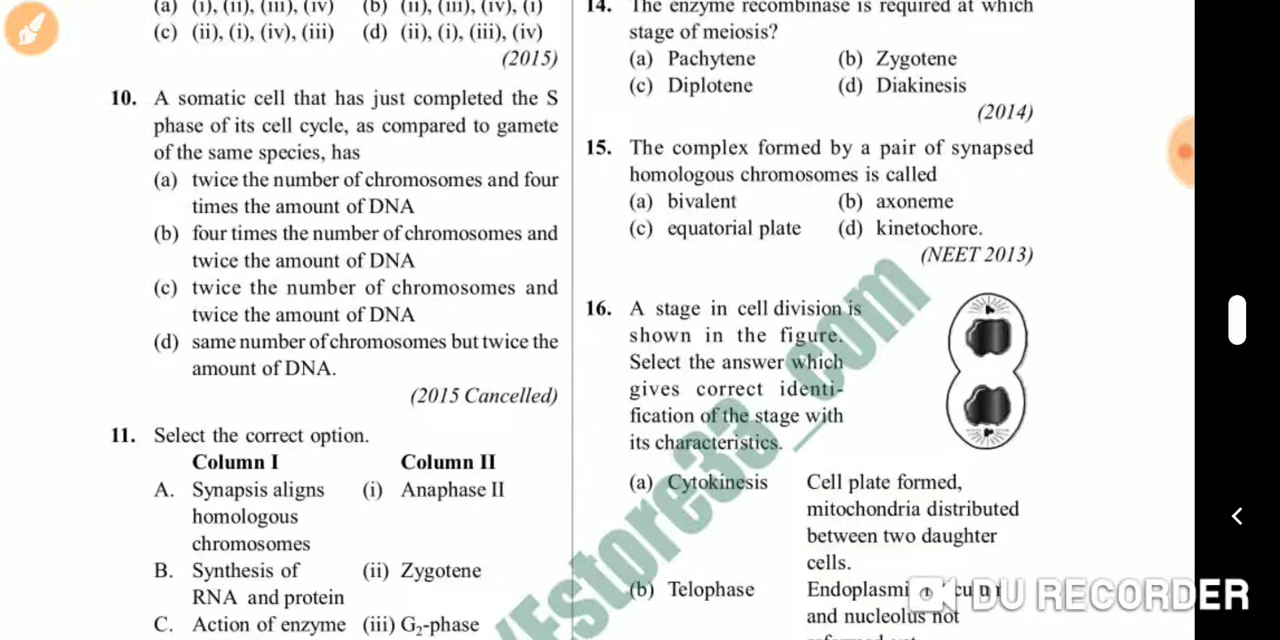 (a) (i), (ii), (iii), (iv) (b) (ii), (iii), (iv), (i)
(c) (ii), (i), (iv), (iii) (d) (ii), (i), (iii), (iv)
(2015)
10. A somatic cell that has just completed the S
phase of its cell cycle, as compared to gamete
of the same species, has
(a) twice the number of chromosomes and four
times the amount of DNA
(b) four times the number of chromosomes and
twice the amount of DNA
(c) twice the number of chromosomes and
twice the amount of DNA
(d) same number of chromosomes but twice the
amount of DNA.
(2015 Cancelled)
11. Select the correct option.
Column I Column II
A. Synapsis aligns (i) Anaphase II
homologous
chromosomes
B. Synthesis of (ii) Zygotene
RNA and protein
C. Action of enzyme (iii) G₂-phase
14. The enzyme recombinase is required at which
stage of meiosis?
(a) Pachytene (b) Zygotene
(c) Diplotene (d) Diakinesis
(2014)
15. The complex formed by a pair of synapsed
homologous chromosomes is called
(a) bivalent (b) axoneme
(c) equatorial plate (d) kinetochore.
(NEET 2013)
16. A stage in cell division is
shown in the figure.
Select the answer which
gives correct identi-
fication of the stage with
its characteristics.
(a) Cytokinesis Cell plate formed,
mitochondria distributed
between two daughter
cells.
(b) Telophase
and nucleolus not
DU RECORDER